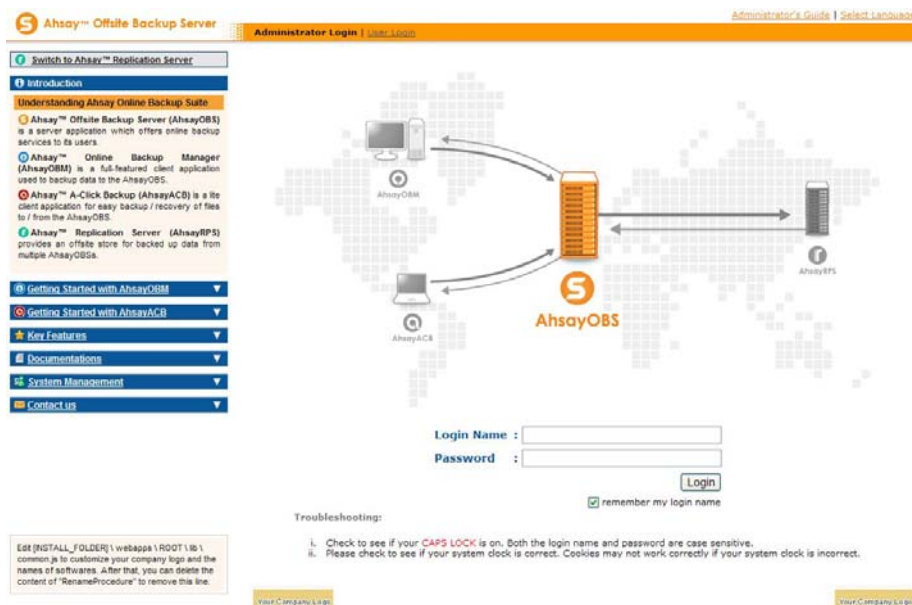 Ahsay™ Offsite Backup Server
Administrator's Guide | Select Language
Administrator Login | User Login
Switch to Ahsay™ Replication Server
Introduction
Understanding Ahsay Online Backup Suite
Ahsay™ Offsite Backup Server (AhsayOBS)
is a server application which offers online backup
services to its users.
Ahsay™ Online Backup Manager
(AhsayOBM) is a full-featured client application
used to backup data to the AhsayOBS.
Ahsay™ A-Click Backup (AhsayACB) is a lite
client application for easy backup / recovery of files
to / from the AhsayOBS.
Ahsay™ Replication Server (AhsayRPS)
provides an offsite store for backed up data from
multiple AhsayOBSs.
Getting Started with AhsayOBM
Getting Started with AhsayACB
Key Features
Documentations
System Management
Contact us
AhsayOBM
AhsayACB
AhsayOBS
AhsayRPS
Login Name :
Password :
Login
remember my login name
Troubleshooting:
i. Check to see if your CAPS LOCK is on. Both the login name and password are case sensitive.
ii. Please check to see if your system clock is correct. Cookies may not work correctly if your system clock is incorrect.
Edit [INSTALL_FOLDER] \ webapps \ ROOT \ lib \
common.js to customize your company logo and the
names of softwares. After that, you can delete the
content of "RenameProcedure" to remove this line.
Your Company Logo
Your Company Logo